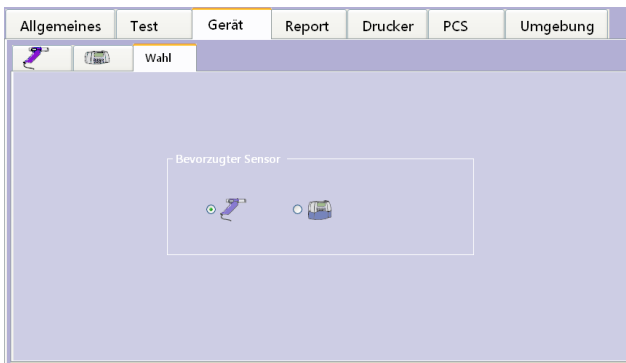 Allgemeines Test Gerät Report Drucker PCS Umgebung
Wahl
Bevorzugter Sensor